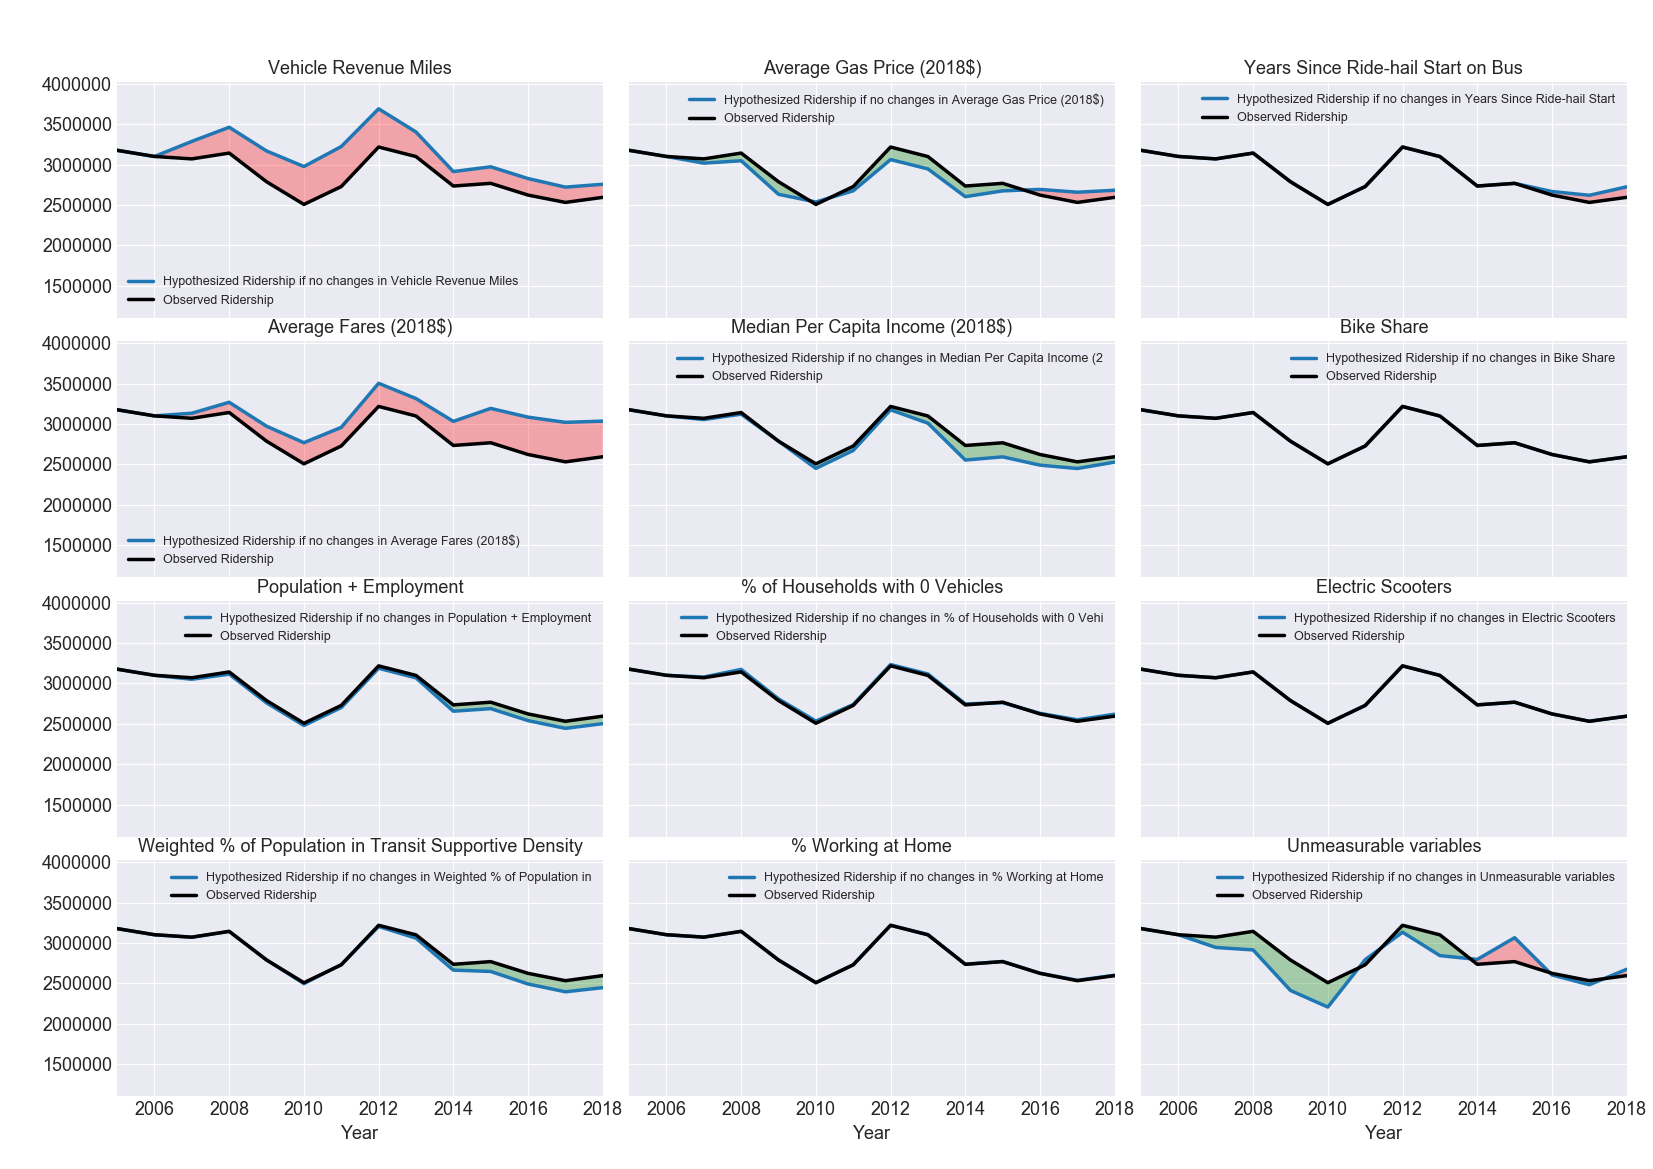 Vehicle Revenue Miles
4000000
3500000
3000000
2500000
2000000
1500000
Hypothesized Ridership if no changes in Vehicle Revenue Miles
Observed Ridership
Average Gas Price (2018$)
Hypothesized Ridership if no changes in Average Gas Price (2018$)
Observed Ridership
Years Since Ride-hail Start on Bus
Hypothesized Ridership if no changes in Years Since Ride-hail Start
Observed Ridership
Average Fares (2018$)
4000000
3500000
3000000
2500000
2000000
1500000
Hypothesized Ridership if no changes in Average Fares (2018$)
Observed Ridership
Median Per Capita Income (2018$)
Hypothesized Ridership if no changes in Median Per Capita Income (2
Observed Ridership
Bike Share
Hypothesized Ridership if no changes in Bike Share
Observed Ridership
Population + Employment
4000000
3500000
3000000
2500000
2000000
1500000
Hypothesized Ridership if no changes in Population + Employment
Observed Ridership
% of Households with 0 Vehicles
Hypothesized Ridership if no changes in % of Households with 0 Vehi
Observed Ridership
Electric Scooters
Hypothesized Ridership if no changes in Electric Scooters
Observed Ridership
Weighted % of Population in Transit Supportive Density
4000000
3500000
3000000
2500000
2000000
1500000
Hypothesized Ridership if no changes in Weighted % of Population in
Observed Ridership
2006 2008 2010 2012 2014 2016 2018
Year
% Working at Home
Hypothesized Ridership if no changes in % Working at Home
Observed Ridership
2006 2008 2010 2012 2014 2016 2018
Year
Unmeasurable variables
Hypothesized Ridership if no changes in Unmeasurable variables
Observed Ridership
2006 2008 2010 2012 2014 2016 2018
Year